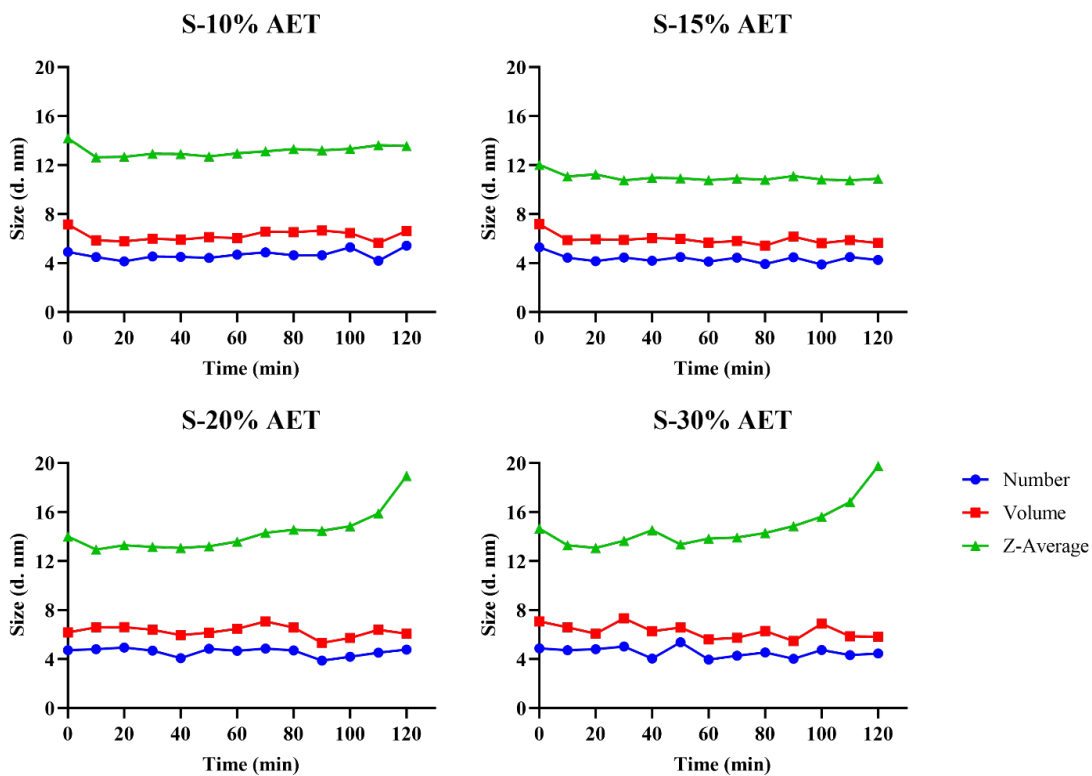 S-10% AET
20
16
12
8
4
0
Size (d. nm)
0 20 40 60 80 100 120
Time (min)
S-15% AET
20
16
12
8
4
0
Size (d. nm)
0 20 40 60 80 100 120
Time (min)
S-20% AET
20
16
12
8
4
0
Size (d. nm)
0 20 40 60 80 100 120
Time (min)
S-30% AET
20
16
12
8
4
0
Size (d. nm)
0 20 40 60 80 100 120
Time (min)
Number
Volume
Z-Average